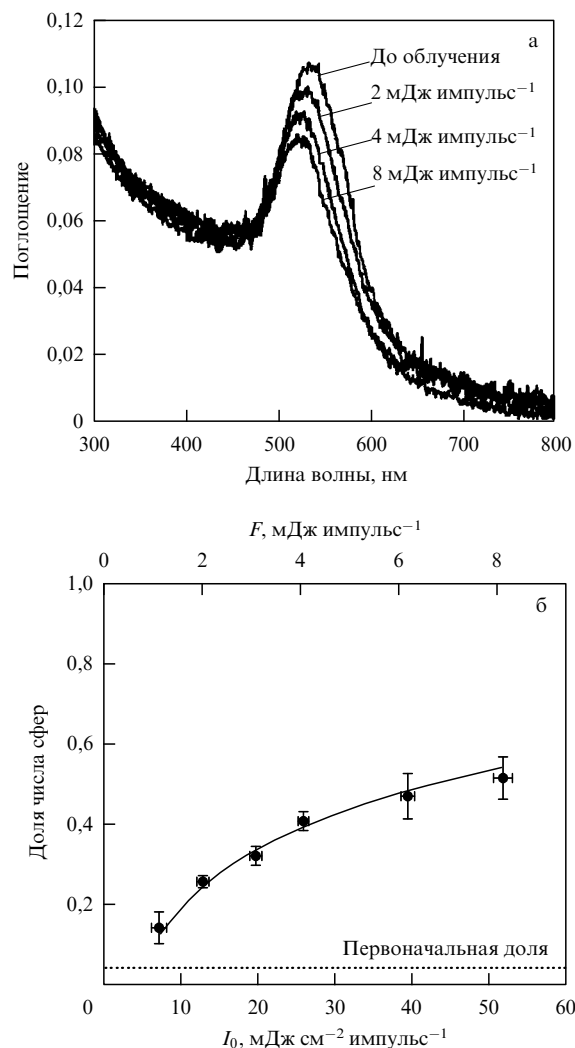 0,12
0,10
0,08
0,06
0,04
0,02
0
Поглощение
а
До облучения
2 мДж импульс⁻¹
4 мДж импульс⁻¹
8 мДж импульс⁻¹
300 400 500 600 700 800
Длина волны, нм
F, мДж импульс⁻¹
0 2 4 6 8
1,0
0,8
0,6
0,4
0,2
0
Доля числа сфер
б
Первоначальная доля
10 20 30 40 50 60
I₀, мДж см⁻² импульс⁻¹